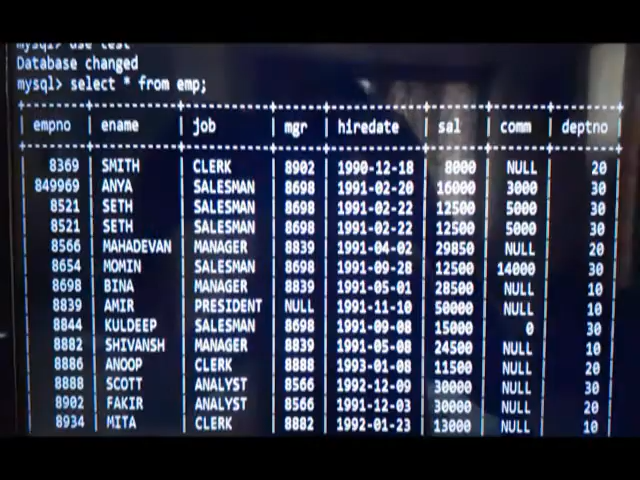 mysql> use test
Database changed
mysql> select * from emp;
| empno | ename | job | mgr | hiredate | sal | comm | deptno
| 8369 | SMITH | CLERK | 8902 | 1990-12-18 | 8000 | NULL | 20
| 849969 | ANYA | SALESMAN | 8698 | 1991-02-20 | 16000 | 3000 | 30
| 8521 | SETH | SALESMAN | 8698 | 1991-02-22 | 12500 | 5000 | 30
| 8521 | SETH | SALESMAN | 8698 | 1991-02-22 | 12500 | 5000 | 30
| 8566 | MAHADEVAN | MANAGER | 8839 | 1991-04-02 | 29850 | NULL | 20
| 8654 | MOMIN | SALESMAN | 8698 | 1991-09-28 | 12500 | 14000 | 30
| 8698 | BINA | MANAGER | 8839 | 1991-05-01 | 28500 | NULL | 10
| 8839 | AMIR | PRESIDENT | NULL | 1991-11-10 | 50000 | NULL | 10
| 8844 | KULDEEP | SALESMAN | 8698 | 1991-09-08 | 15000 | 0 | 30
| 8882 | SHIVANSH | MANAGER | 8839 | 1991-05-08 | 24500 | NULL | 10
| 8886 | ANOOP | CLERK | 8888 | 1993-01-08 | 11500 | NULL | 20
| 8888 | SCOTT | ANALYST | 8566 | 1992-12-09 | 30000 | NULL | 30
| 8902 | FAKIR | ANALYST | 8566 | 1991-12-03 | 30000 | NULL | 20
| 8934 | MITA | CLERK | 8882 | 1992-01-23 | 13000 | NULL | 10